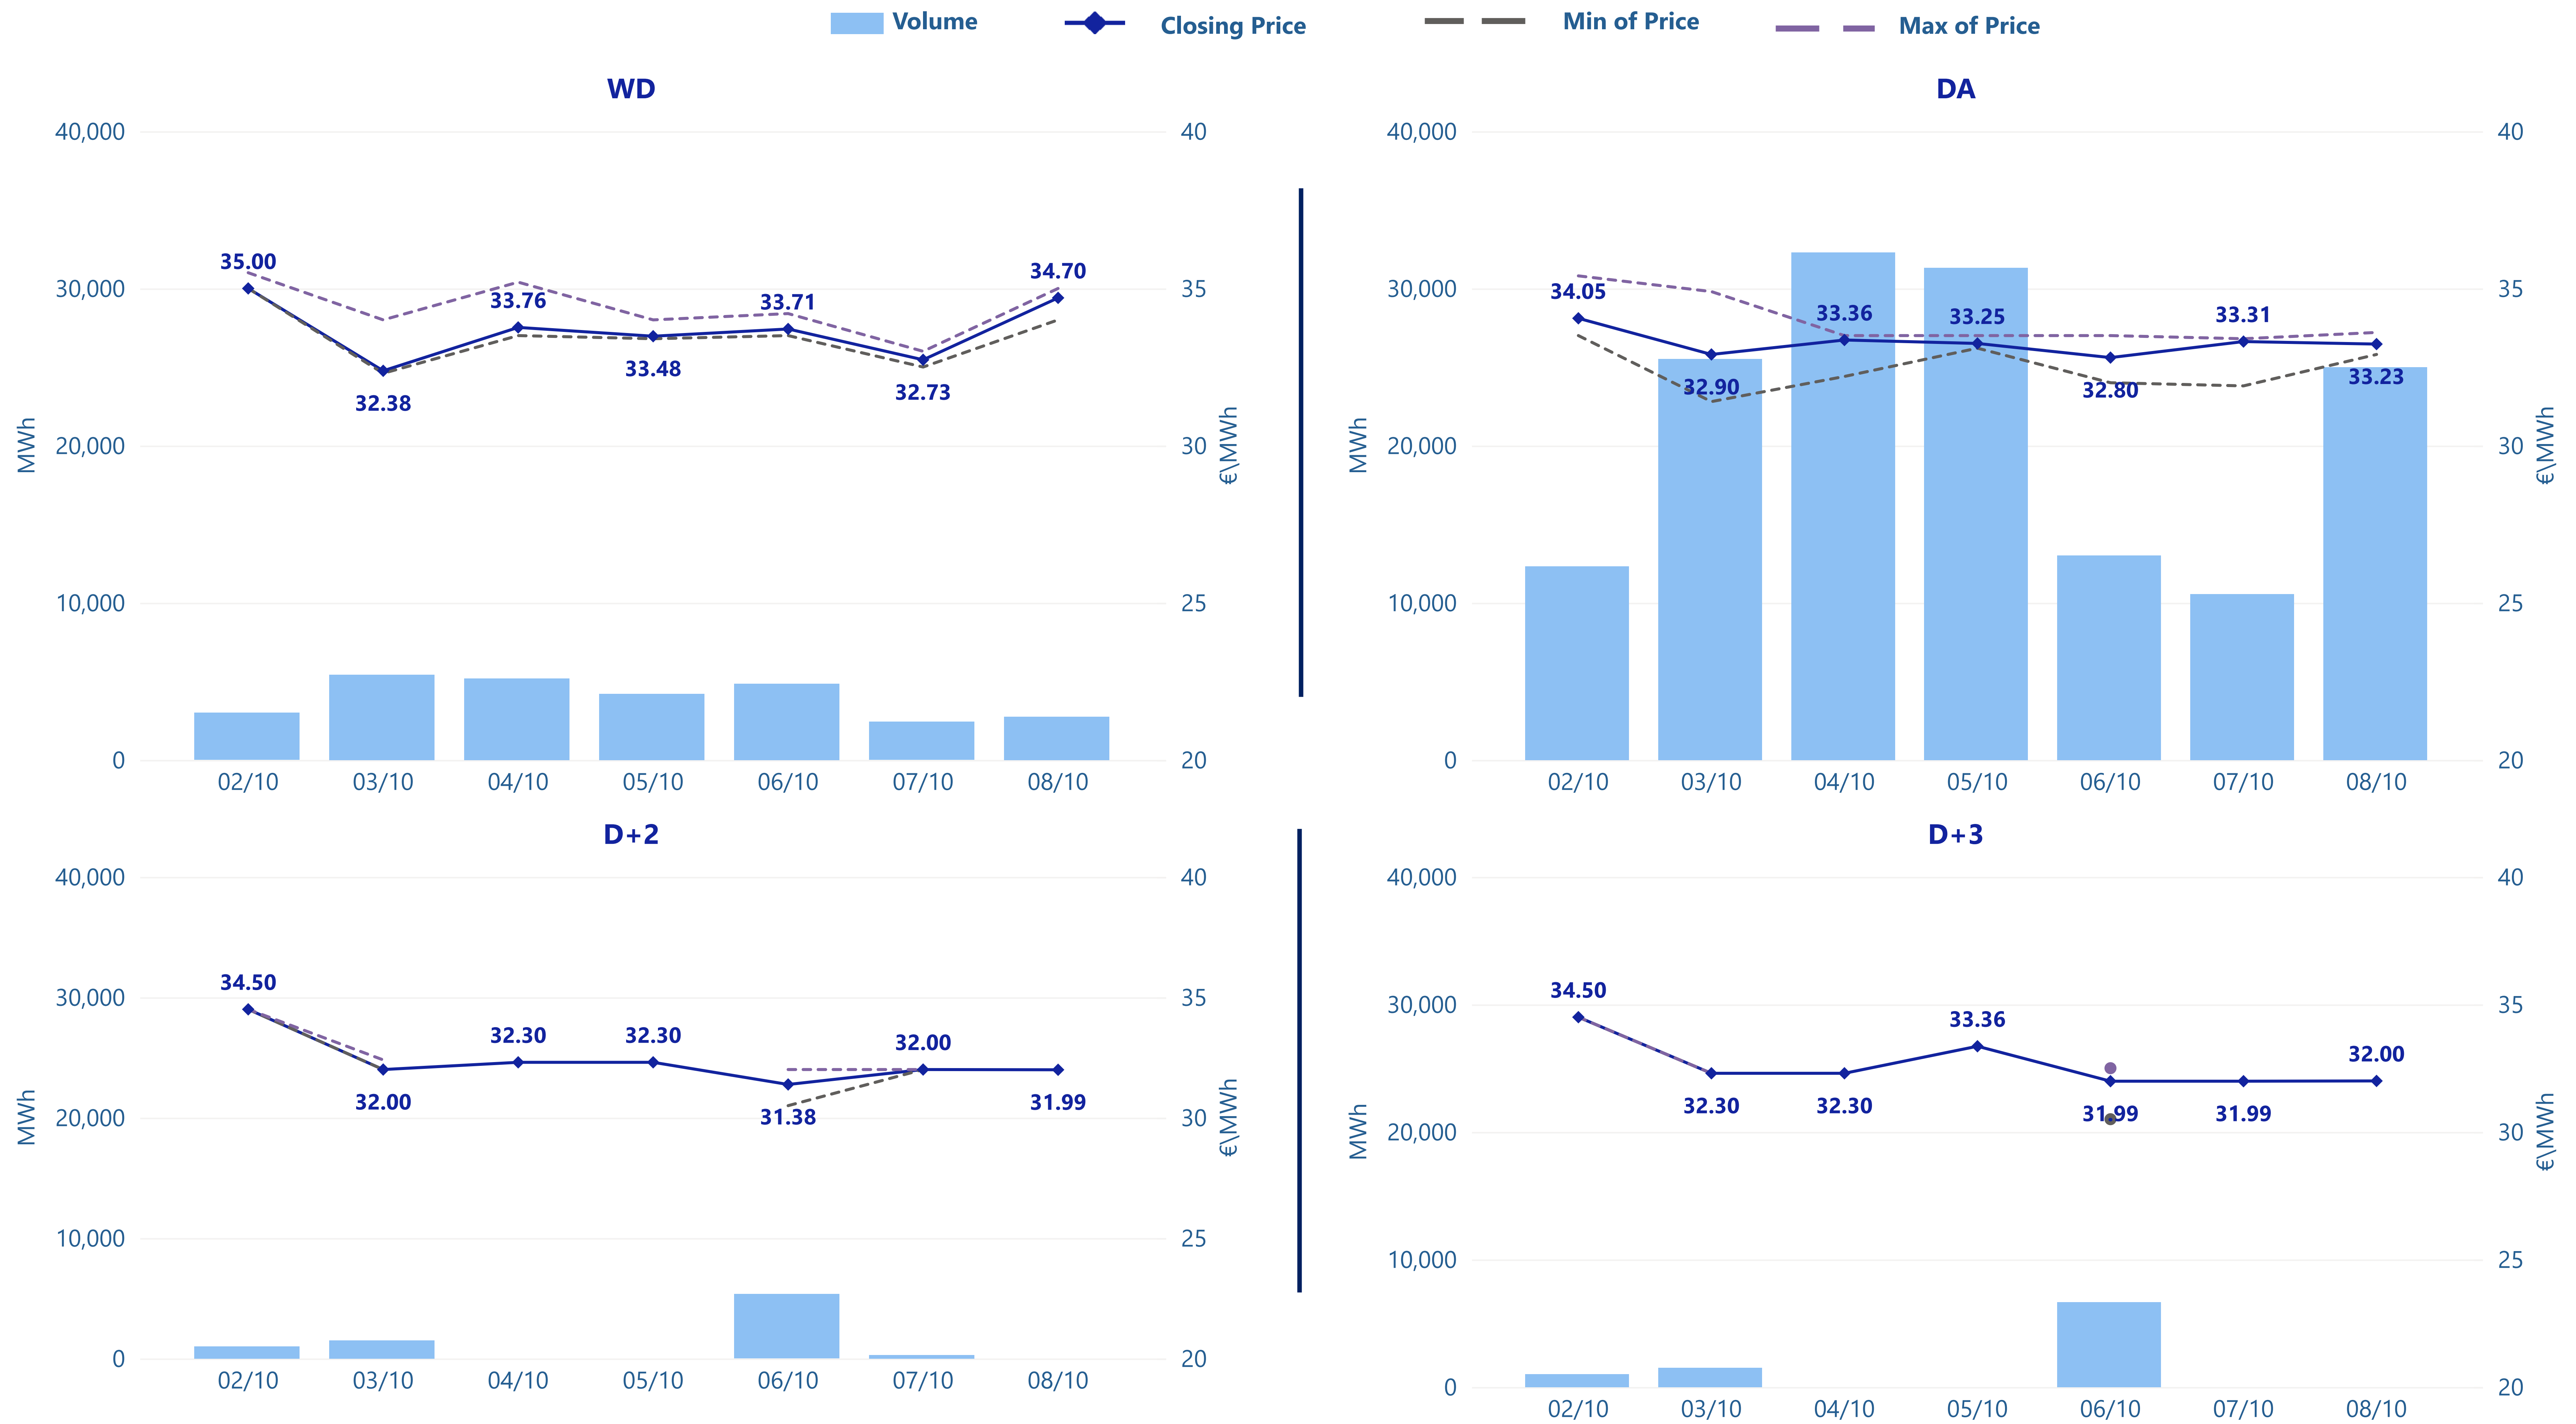 Volume Closing Price Min of Price Max of Price
WD
40,000 40
35.00 33.76 33.71 34.70
30,000 35
32.38 33.48 32.73
MWh
20,000 30
€\MWh
10,000 25
0 20
02/10 03/10 04/10 05/10 06/10 07/10 08/10
DA
40,000 40
30,000 35
34.05 33.36 33.25 33.31
32.90 32.80 33.23
MWh
20,000 30
€\MWh
10,000 25
0 20
02/10 03/10 04/10 05/10 06/10 07/10 08/10
D+2
40,000 40
34.50
30,000 35
32.30 32.30 32.00
32.00 31.38 31.99
MWh
20,000 30
€\MWh
10,000 25
0 20
02/10 03/10 04/10 05/10 06/10 07/10 08/10
D+3
40,000 40
34.50
30,000 35
33.36 32.00
32.30 32.30 31.99 31.99
MWh
20,000 30
€\MWh
10,000 25
0 20
02/10 03/10 04/10 05/10 06/10 07/10 08/10